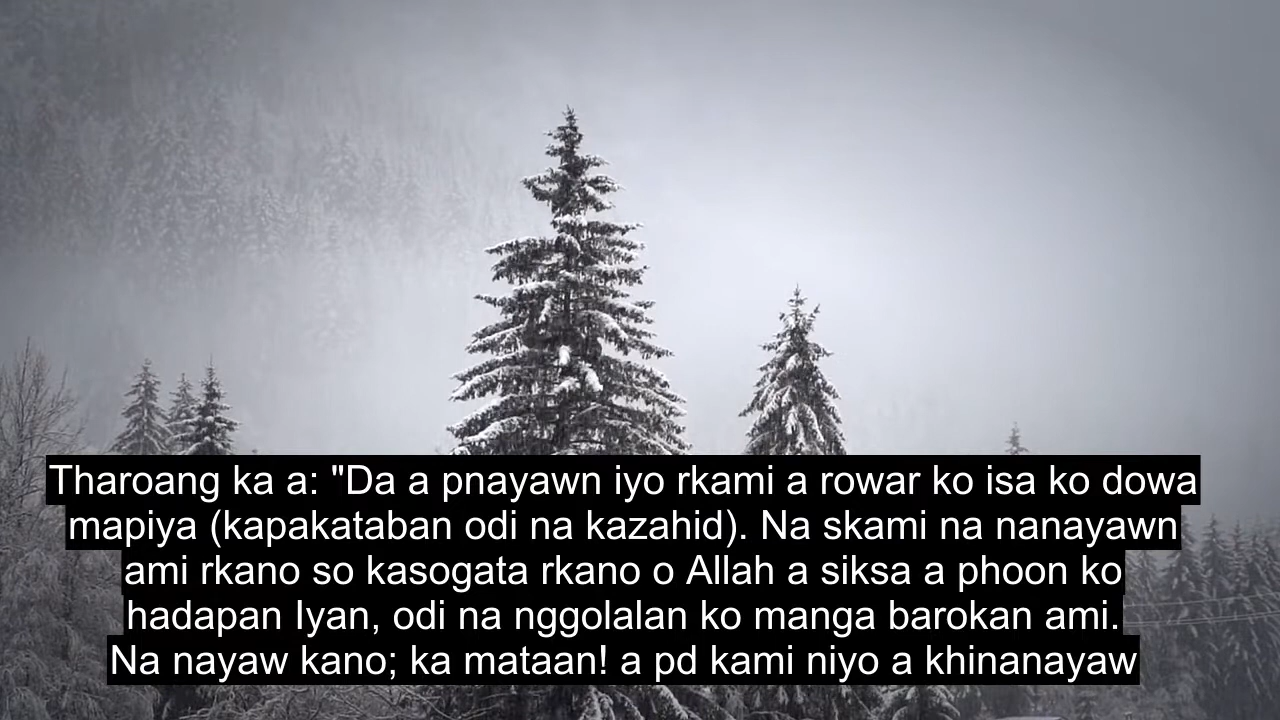 Tharoang ka a: "Da a pnayawn iyo rkami a rowar ko isa ko dowa
mapiya (kapakataban odi na kazahid). Na skami na nanayawn
ami rkano so kasogata rkano o Allah a siksa a phoon ko
hadapan Iyan, odi na nggolalan ko manga barokan ami.
Na nayaw kano; ka mataan! a pd kami niyo a khinanayaw